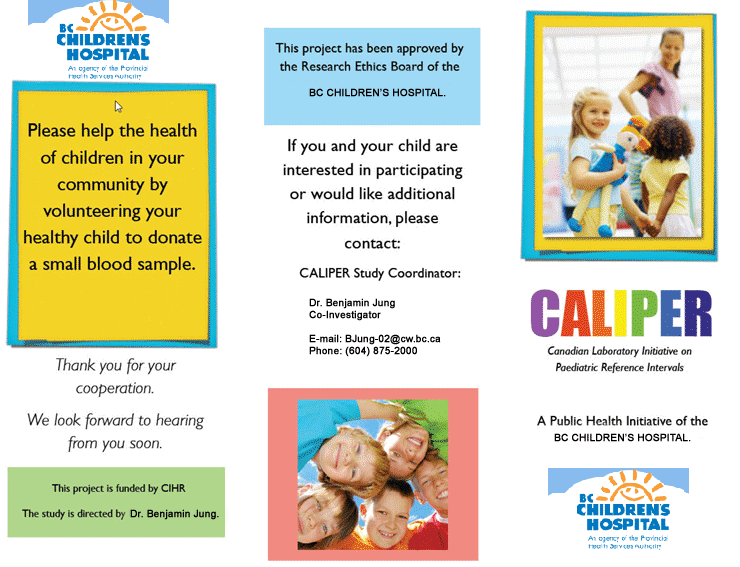 BC
CHILDREN'S
HOSPITAL
An agency of the Provincial
Health Services Authority
Please help the health
of children in your
community by
volunteering your
healthy child to donate
a small blood sample.
Thank you for your
cooperation.
We look forward to hearing
from you soon.
This project is funded by CIHR
The study is directed by Dr. Benjamin Jung.
This project has been approved by
the Research Ethics Board of the
BC CHILDREN'S HOSPITAL.
If you and your child are
interested in participating
or would like additional
information, please
contact:
CALIPER Study Coordinator:
Dr. Benjamin Jung
Co-Investigator
E-mail: BJung-02@cw.bc.ca
Phone: (604) 875-2000
CALIPER
Canadian Laboratory Initiative on
Paediatric Reference Intervals
A Public Health Initiative of the
BC CHILDREN'S HOSPITAL.
BC
CHILDREN'S
HOSPITAL
An agency of the Provincial
Health Services Authority